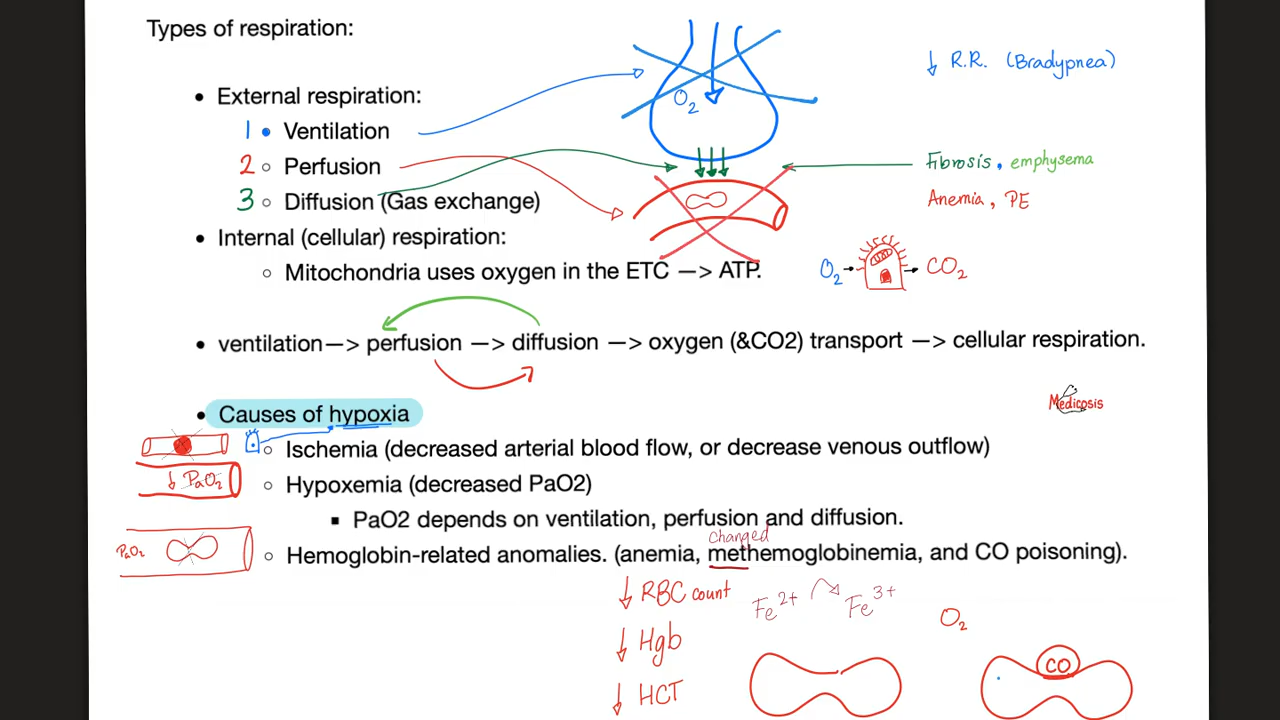 Types of respiration:
↓ R.R. (Bradypnea)
• External respiration:
O2
1 • Ventilation
2 ○ Perfusion
Fibrosis, emphysema
3 ○ Diffusion (Gas exchange)
Anemia, PE
• Internal (cellular) respiration:
○ Mitochondria uses oxygen in the ETC —> ATP.
O2 → → CO2
• ventilation—> perfusion —> diffusion —> oxygen (&CO2) transport —> cellular respiration.
Medicosis
• Causes of hypoxia
○ Ischemia (decreased arterial blood flow, or decrease venous outflow)
↓ PaO2
○ Hypoxemia (decreased PaO2)
▪ PaO2 depends on ventilation, perfusion and diffusion.
changed
PaO2
○ Hemoglobin-related anomalies. (anemia, methemoglobinemia, and CO poisoning).
↓ RBC count
Fe2+ Fe3+
O2
↓ Hgb
CO
↓ HCT